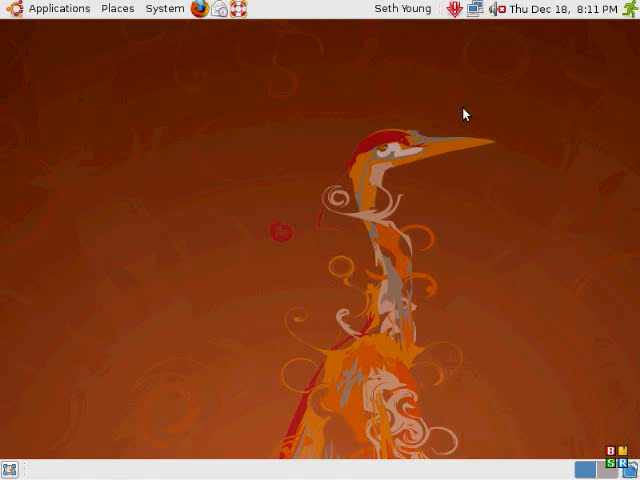 Applications Places System Seth Young Thu Dec 18, 8:11 PM
B
S R